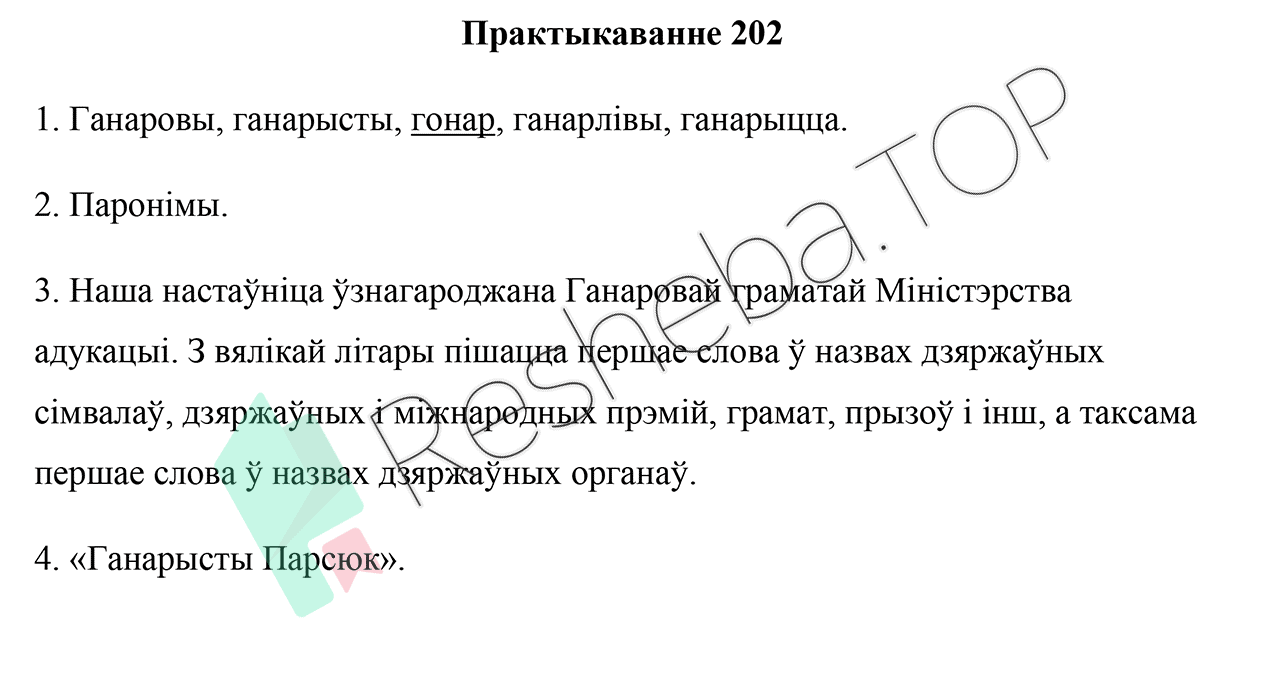 Практыкаванне 202
1. Ганаровы, ганарысты, гонар, ганарлівы, ганарыцца.
2. Паронімы.
3. Наша настаўніца ўзнагароджана Ганаровай граматай Міністэрства
адукацыі. З вялікай літары пішацца першае слова ў назвах дзяржаўных
сімвалаў, дзяржаўных і міжнародных прэмій, грамат, прызоў і інш, а таксама
першае слова ў назвах дзяржаўных органаў.
4. «Ганарысты Парсюк».
Resheba.TOP